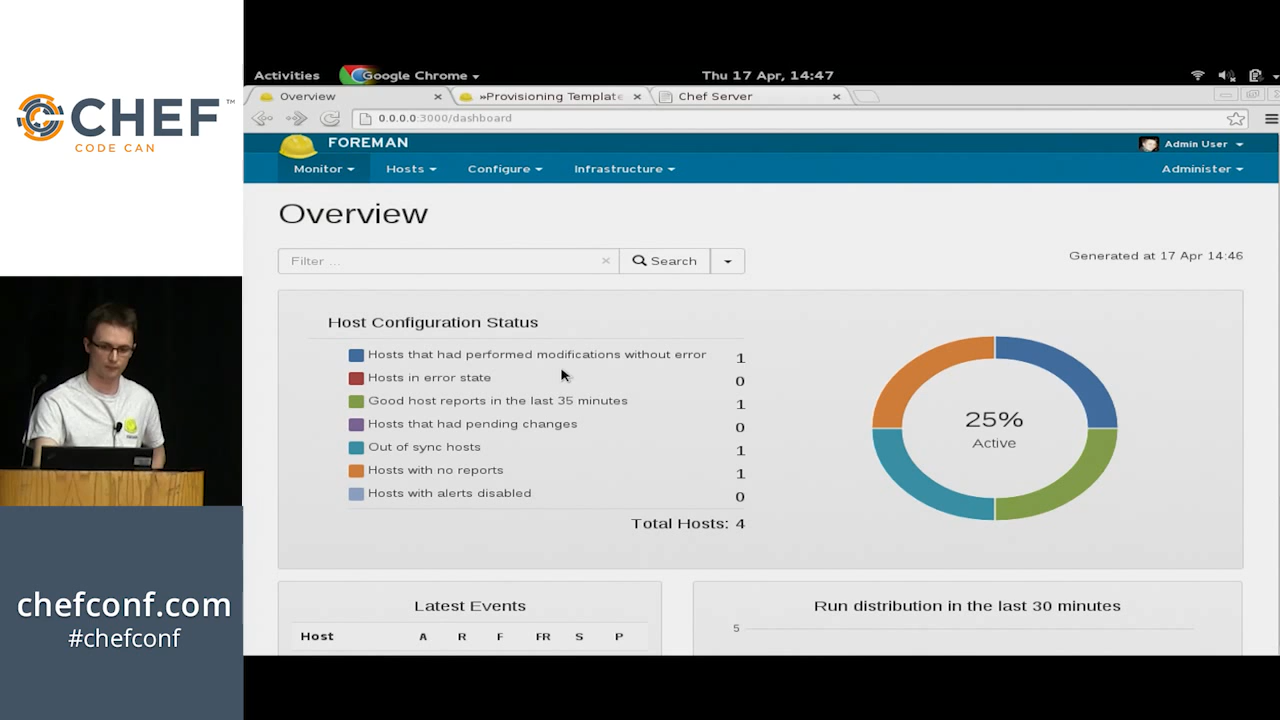 CHEF™
CODE CAN
chefconf.com
#chefconf
Activities Google Chrome Thu 17 Apr, 14:47
Overview × »Provisioning Template × Chef Server ×
0.0.0.0:3000/dashboard
FOREMAN Admin User
Monitor Hosts Configure Infrastructure Administer
Overview
Filter ... × Search Generated at 17 Apr 14:46
Host Configuration Status
Hosts that had performed modifications without error 1
Hosts in error state 0
Good host reports in the last 35 minutes 1
Hosts that had pending changes 0
Out of sync hosts 1
Hosts with no reports 1
Hosts with alerts disabled 0
Total Hosts: 4
25%
Active
Latest Events
Host A R F FR S P
Run distribution in the last 30 minutes
5